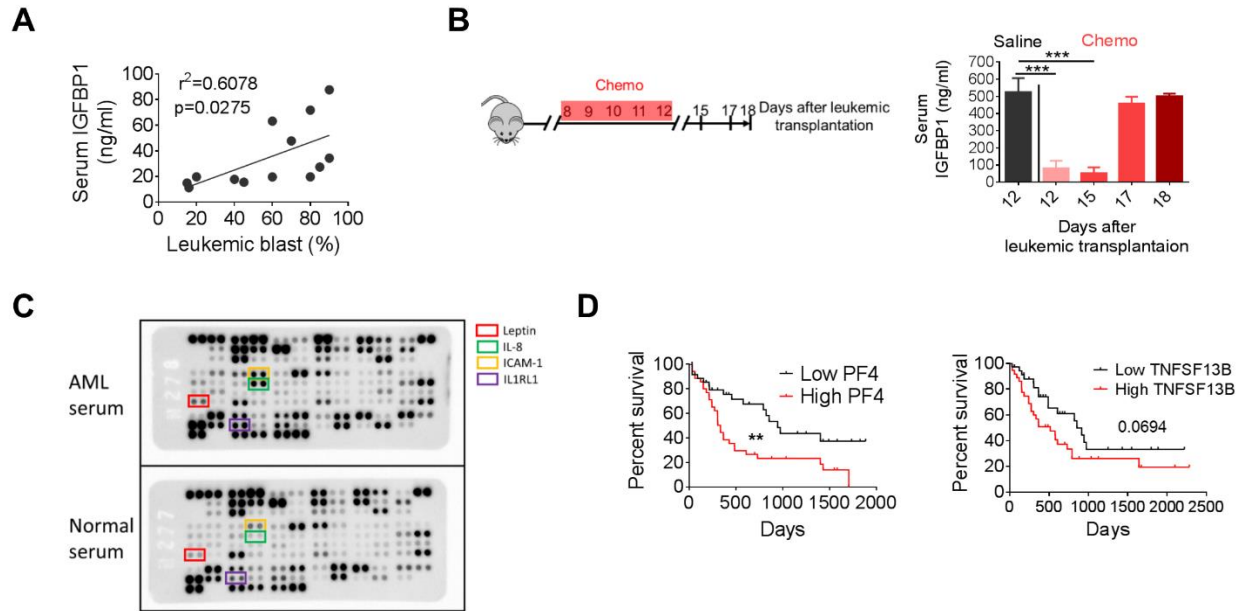 A
r²=0.6078
p=0.0275
Serum IGFBP1
(ng/ml)
100
80
60
40
20
0
0 20 40 60 80 100
Leukemic blast (%)
B
Chemo
8 9 10 11 12
15 17 18
Days after leukemic
transplantation
Saline Chemo
***
***
Serum
IGFBP1 (ng/ml)
700
600
500
400
300
200
100
0
12 12 15 17 18
Days after
leukemic transplantaion
C
AML
serum
Normal
serum
Leptin
IL-8
ICAM-1
IL1RL1
D
Percent survival
100
80
60
40
20
0
Low PF4
High PF4
**
0 500 1000 1500 2000
Days
Percent survival
100
80
60
40
20
0
Low TNFSF13B
High TNFSF13B
0.0694
0 500 1000 1500 2000 2500
Days